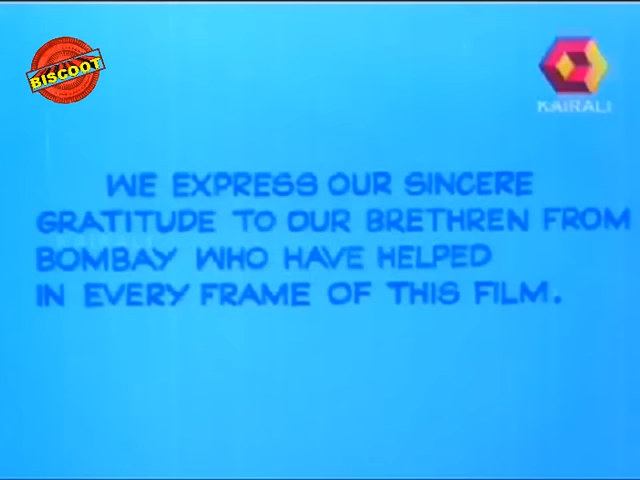 BISCOOT
KAIRALI
WE EXPRESS OUR SINCERE
GRATITUDE TO OUR BRETHREN FROM
BOMBAY WHO HAVE HELPED
IN EVERY FRAME OF THIS FILM.